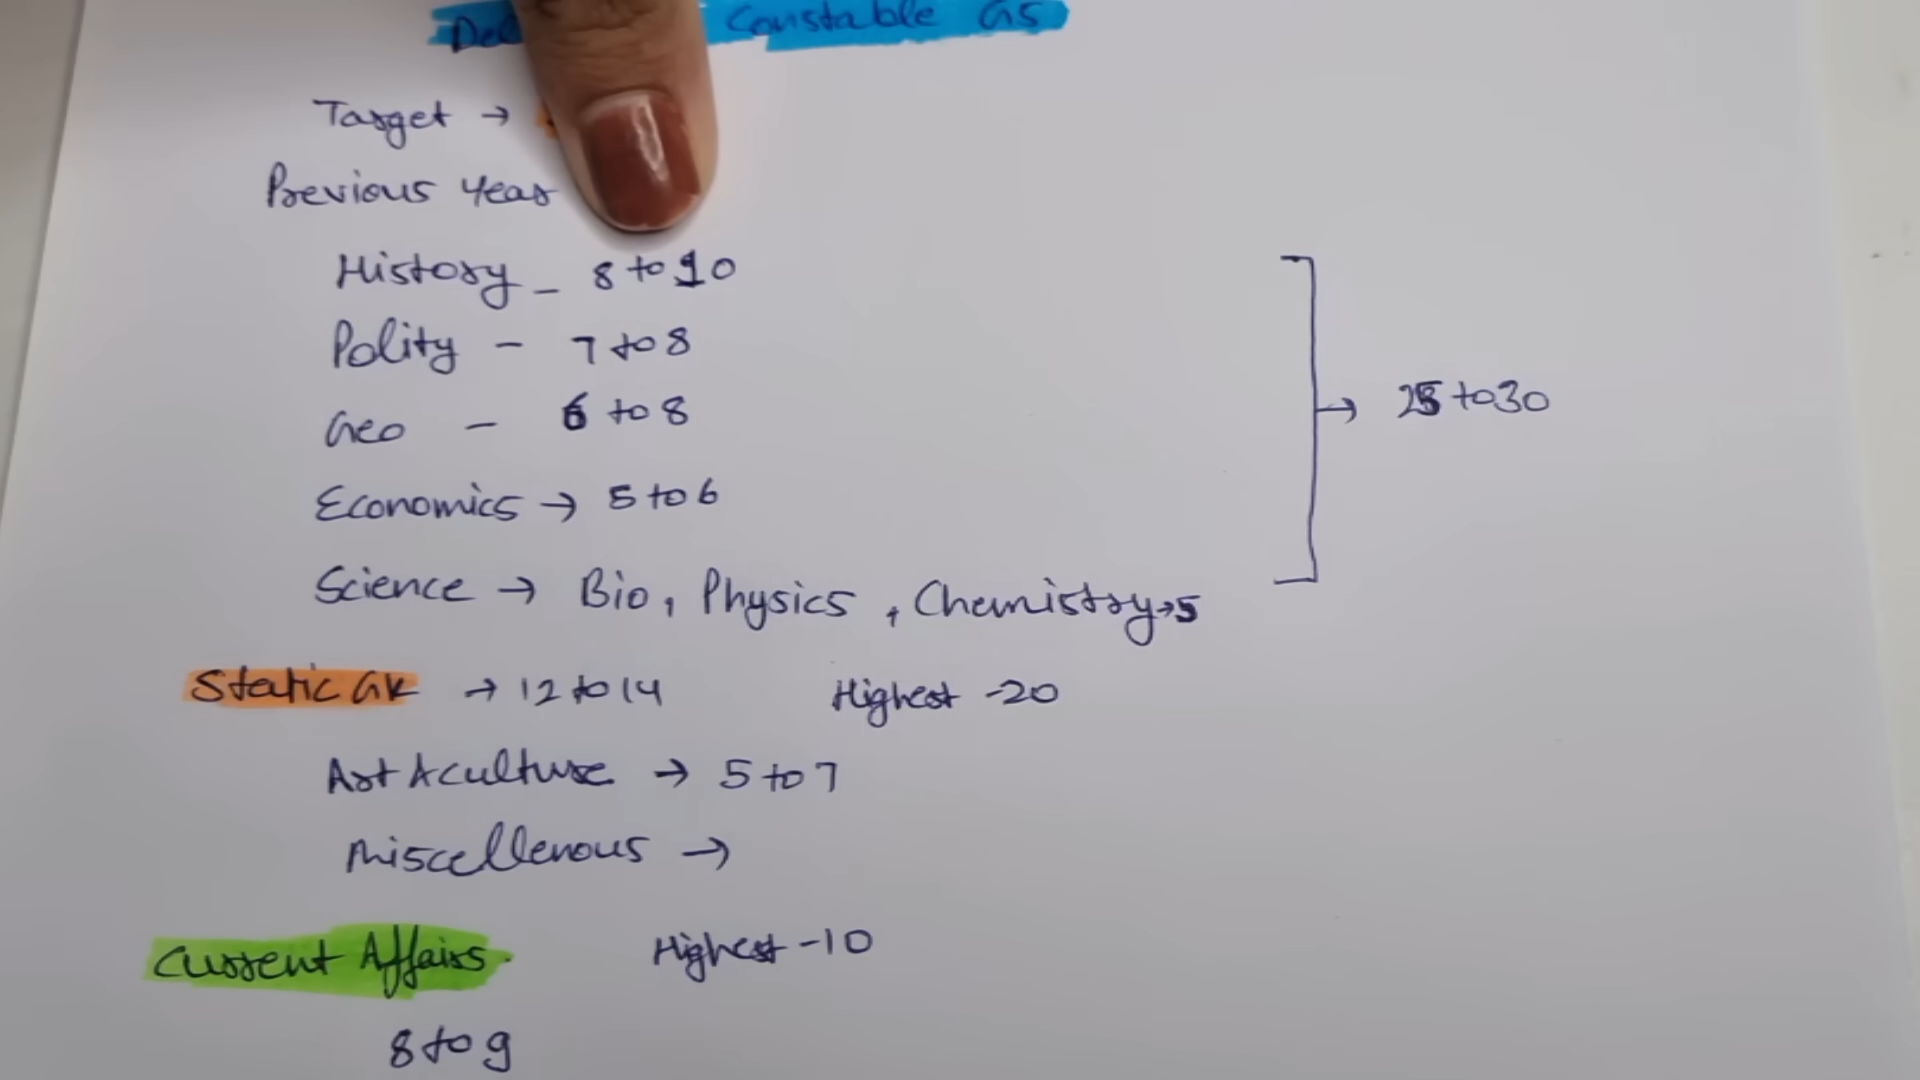 Constable GS
Target →
Previous Year
History - 8 to 10
Polity - 7 to 8
Geo - 6 to 8
Economics → 5 to 6
25 to 30
Science → Bio, Physics, Chemistry→5
Static GK → 12 to 14 Highest -20
Art & Culture → 5 to 7
Miscellenous →
Current Affairs. Highest -10
8 to 9